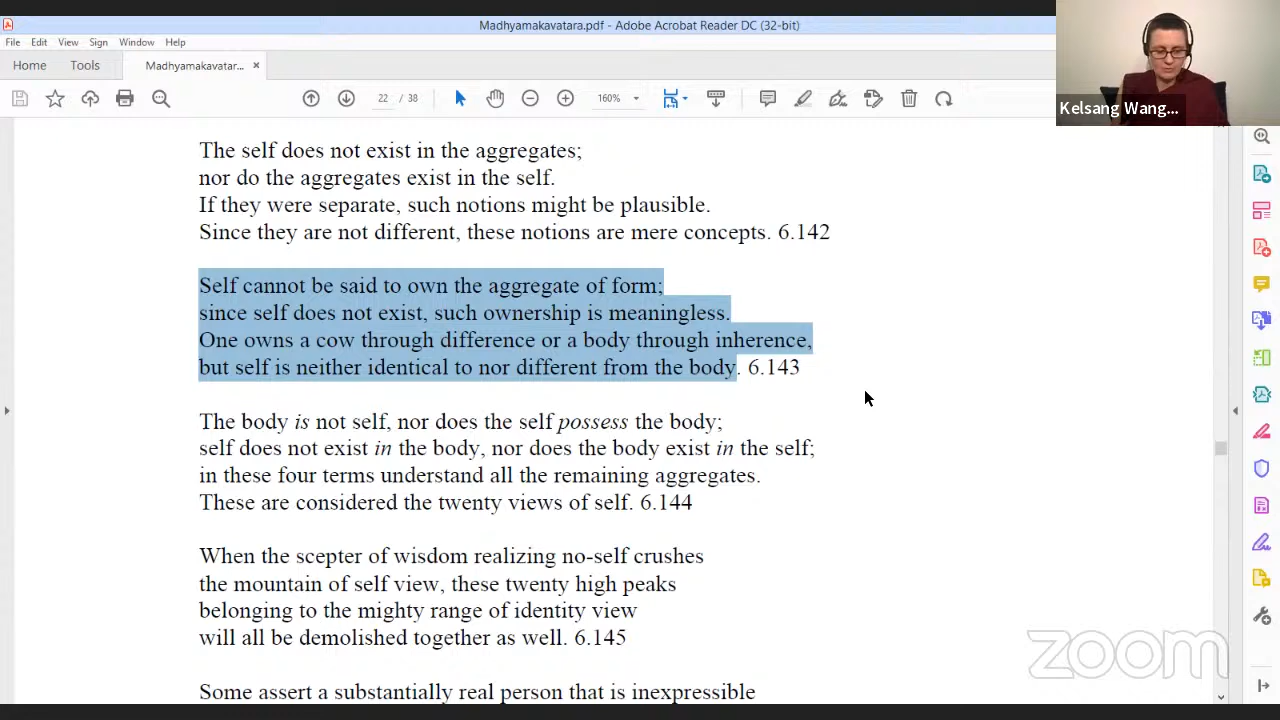 Madhyamakavatara.pdf - Adobe Acrobat Reader DC (32-bit)
File Edit View Sign Window Help
Home Tools Madhyamakavatar... ×
22 / 38 160%
Kelsang Wang...
The self does not exist in the aggregates;
nor do the aggregates exist in the self.
If they were separate, such notions might be plausible.
Since they are not different, these notions are mere concepts. 6.142
Self cannot be said to own the aggregate of form;
since self does not exist, such ownership is meaningless.
One owns a cow through difference or a body through inherence,
but self is neither identical to nor different from the body. 6.143
The body is not self, nor does the self possess the body;
self does not exist in the body, nor does the body exist in the self;
in these four terms understand all the remaining aggregates.
These are considered the twenty views of self. 6.144
When the scepter of wisdom realizing no-self crushes
the mountain of self view, these twenty high peaks
belonging to the mighty range of identity view
will all be demolished together as well. 6.145
Some assert a substantially real person that is inexpressible
zoom